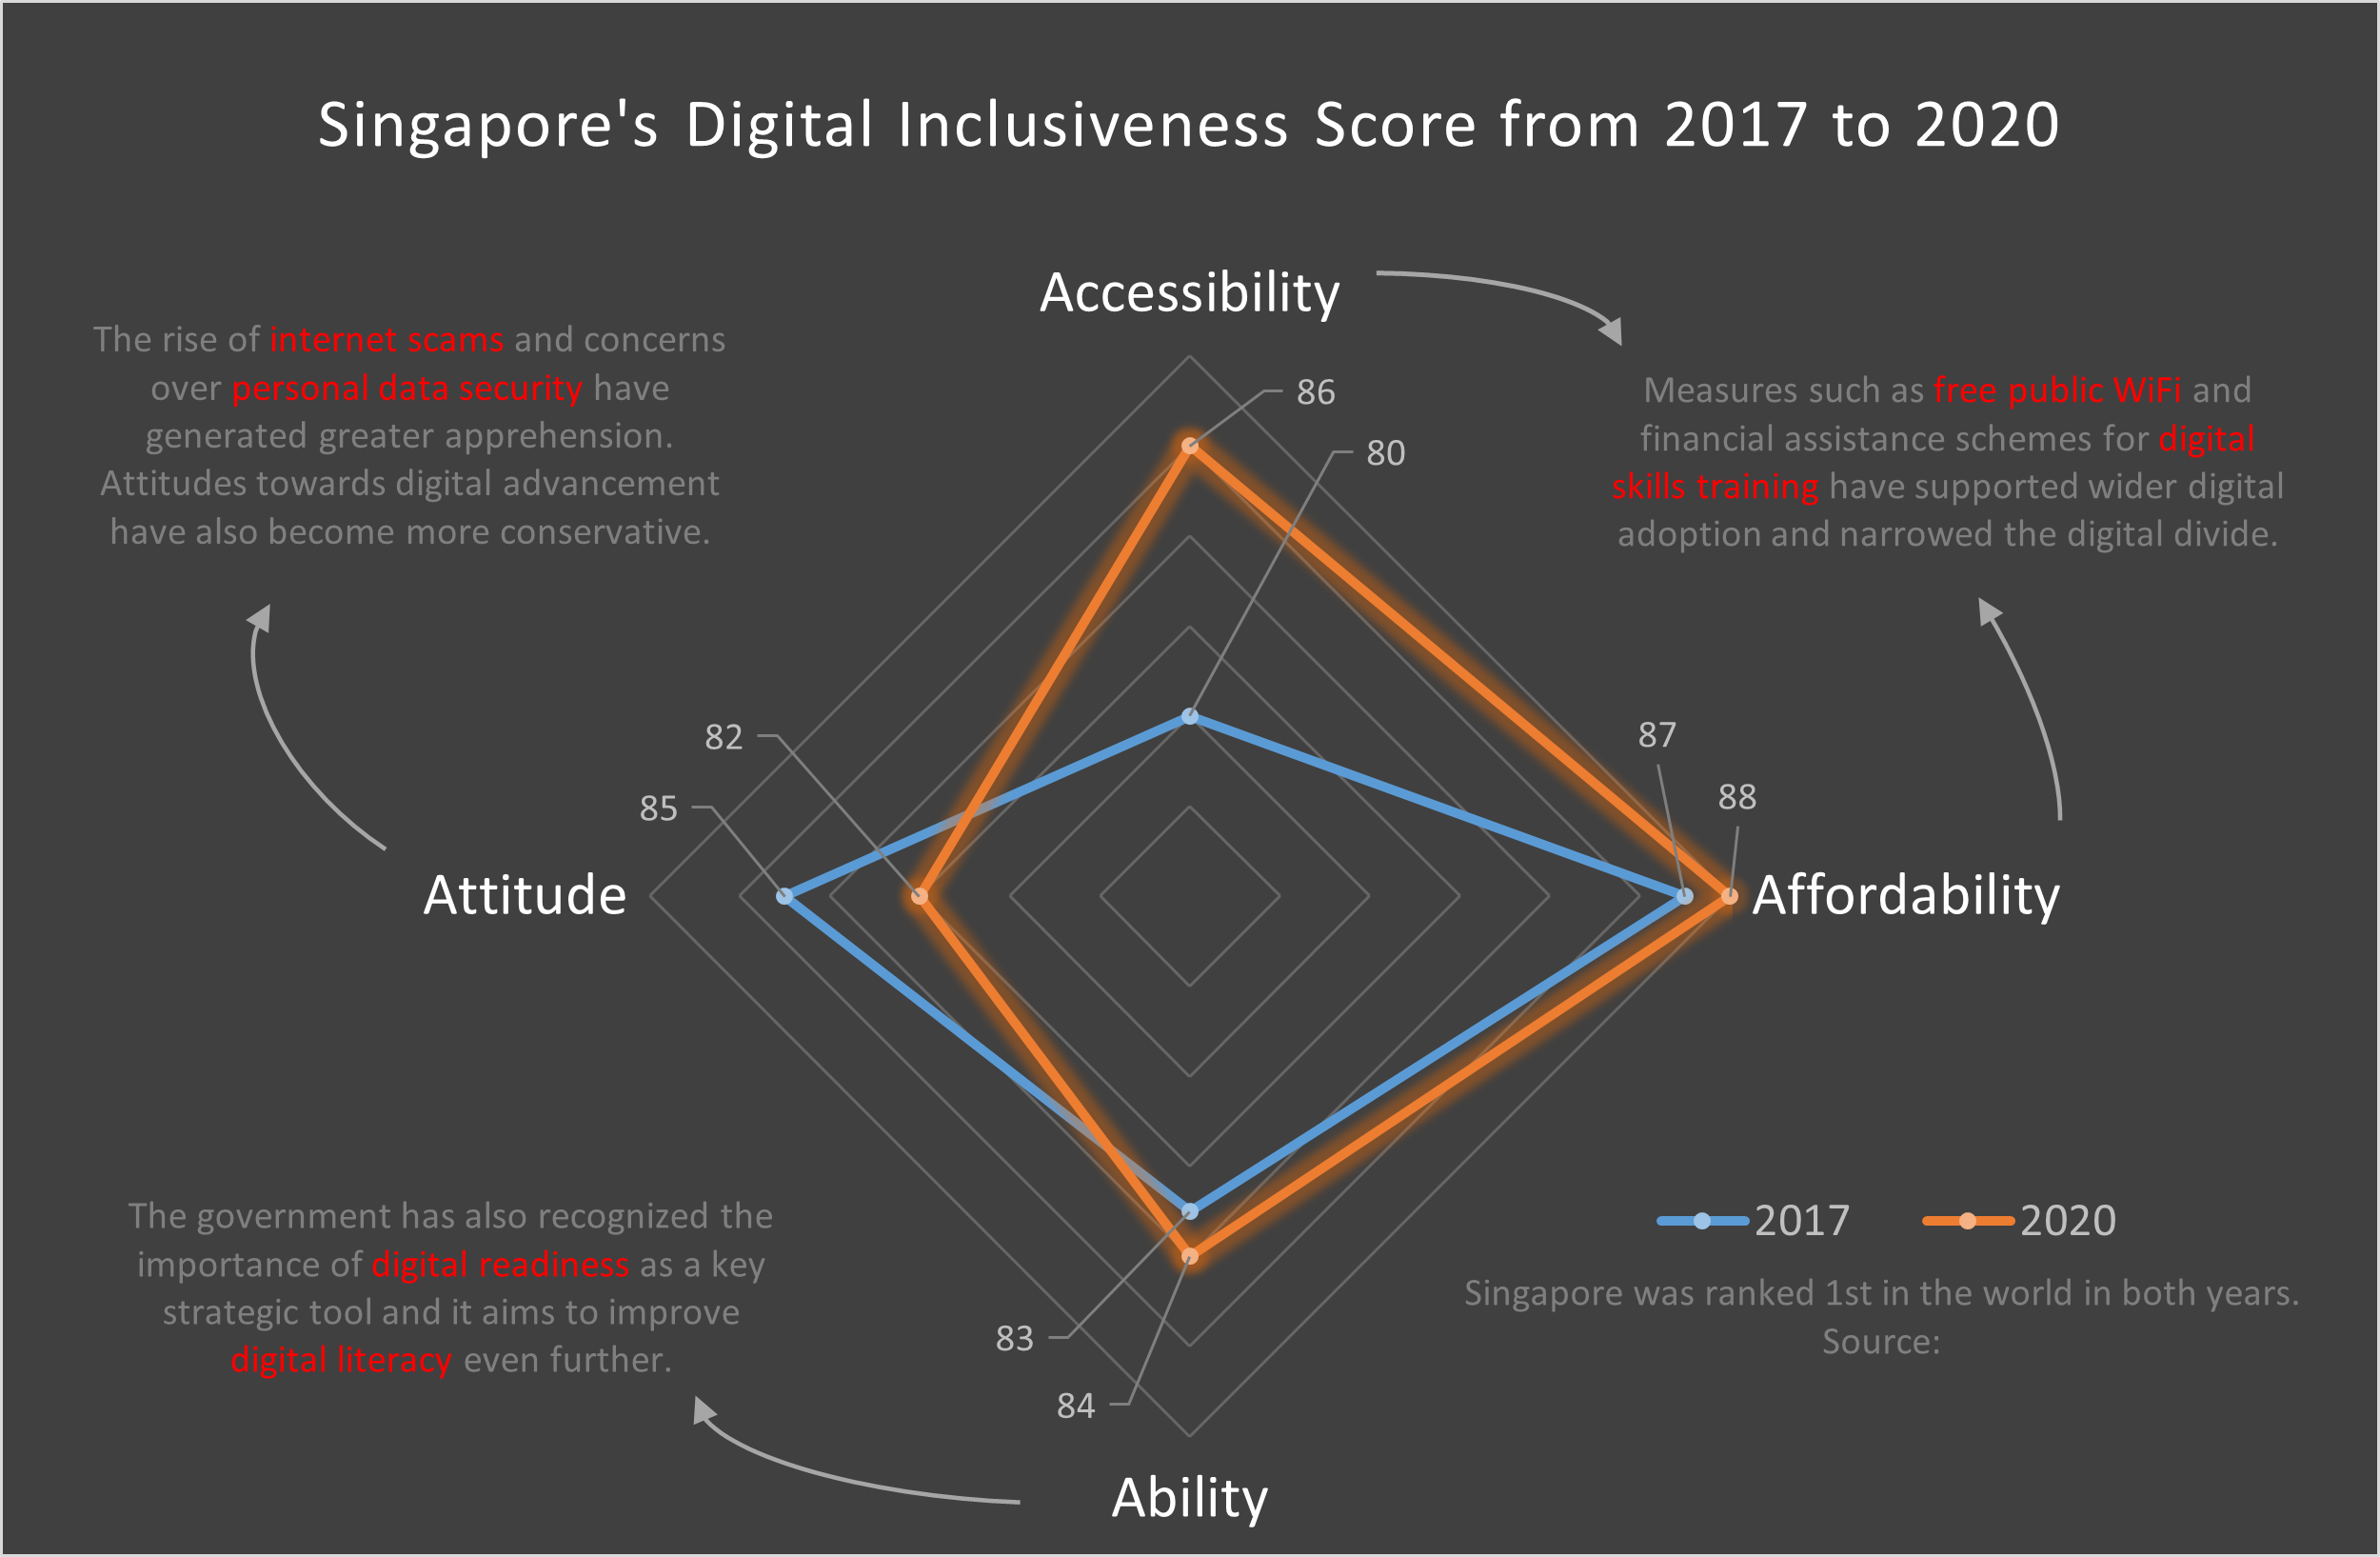 Singapore's Digital Inclusiveness Score from 2017 to 2020
Accessibility
The rise of internet scams and concerns
over personal data security have
generated greater apprehension.
Attitudes towards digital advancement
have also become more conservative.
86
80
Measures such as free public WiFi and
financial assistance schemes for digital
skills training have supported wider digital
adoption and narrowed the digital divide.
82
85
87
88
Attitude
Affordability
The government has also recognized the
importance of digital readiness as a key
strategic tool and it aims to improve
digital literacy even further.
2017 2020
Singapore was ranked 1st in the world in both years.
Source:
83
84
Ability